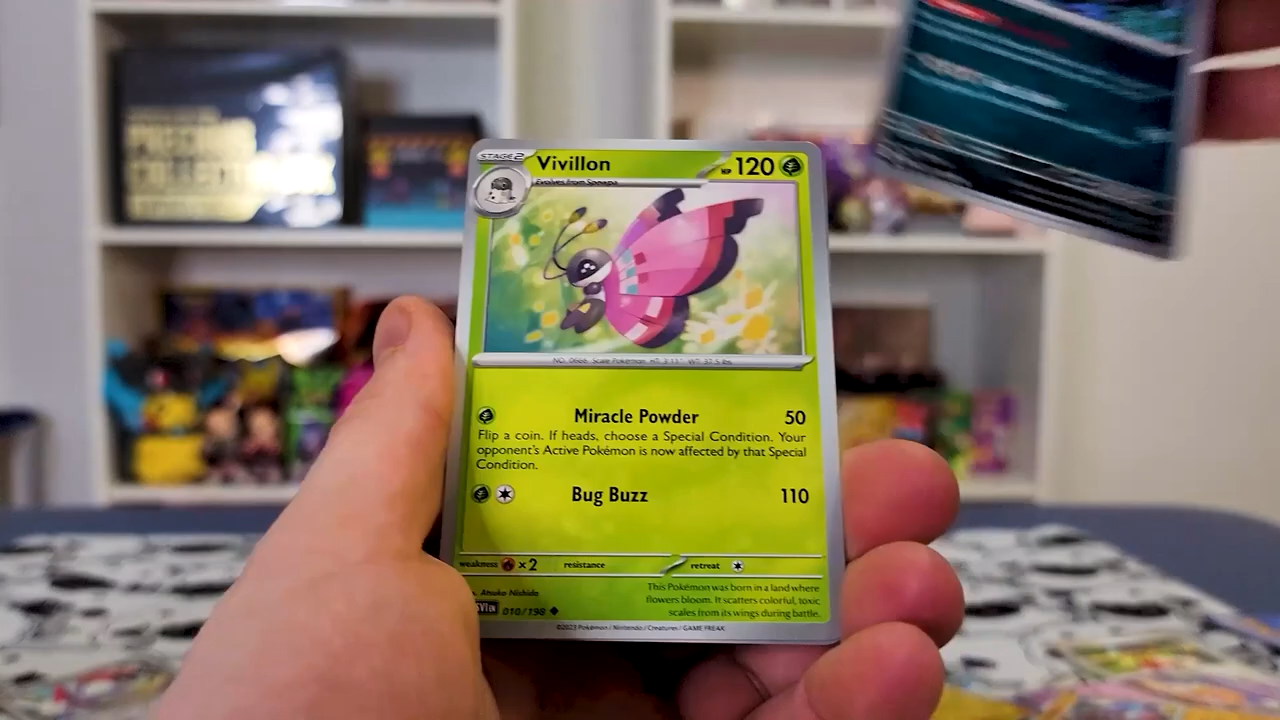 STAGE 2 Vivillon HP 120
Evolves from Spewpa
NO. 0666 Scale Pokémon HT: 3'11" WT: 37.5 lbs.
Miracle Powder 50
Flip a coin. If heads, choose a Special Condition. Your
opponent's Active Pokémon is now affected by that Special
Condition.
Bug Buzz 110
weakness ×2 resistance retreat
This Pokémon was born in a land where
flowers bloom. It scatters colorful, toxic
scales from its wings during battle.
Atsuko Nishida
SVI EN 010/198
©2023 Pokémon / Nintendo / Creatures / GAME FREAK